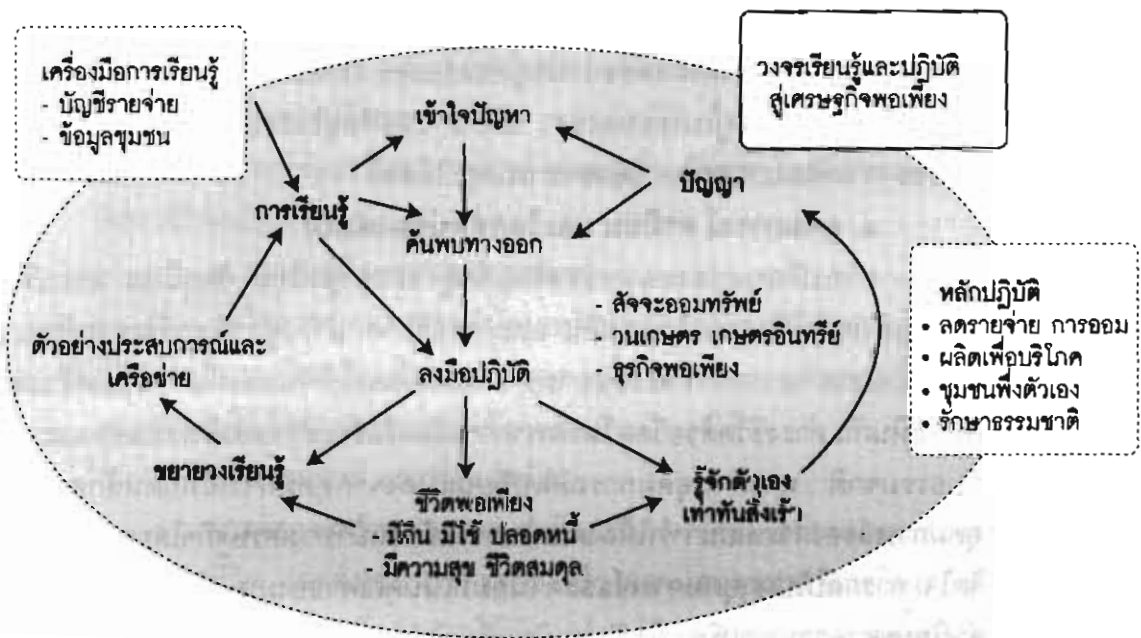 เครื่องมือการเรียนรู้
- บัญชีรายจ่าย
- ข้อมูลชุมชน
วงจรเรียนรู้และปฏิบัติ
สู่เศรษฐกิจพอเพียง
เข้าใจปัญหา
ปัญญา
การเรียนรู้
ค้นพบทางออก
หลักปฏิบัติ
• ลดรายจ่าย การออม
• ผลิตเพื่อบริโภค
• ชุมชนพึ่งตัวเอง
• รักษาธรรมชาติ
- สัจจะออมทรัพย์
- วนเกษตร เกษตรอินทรีย์
- ธุรกิจพอเพียง
ตัวอย่างประสบการณ์และ
เครือข่าย
ลงมือปฏิบัติ
ขยายวงเรียนรู้
รู้จักตัวเอง
เท่าทันสิ่งเร้า
ชีวิตพอเพียง
- มีกิน มีใช้ ปลอดหนี้
- มีความสุข ชีวิตสมดุล